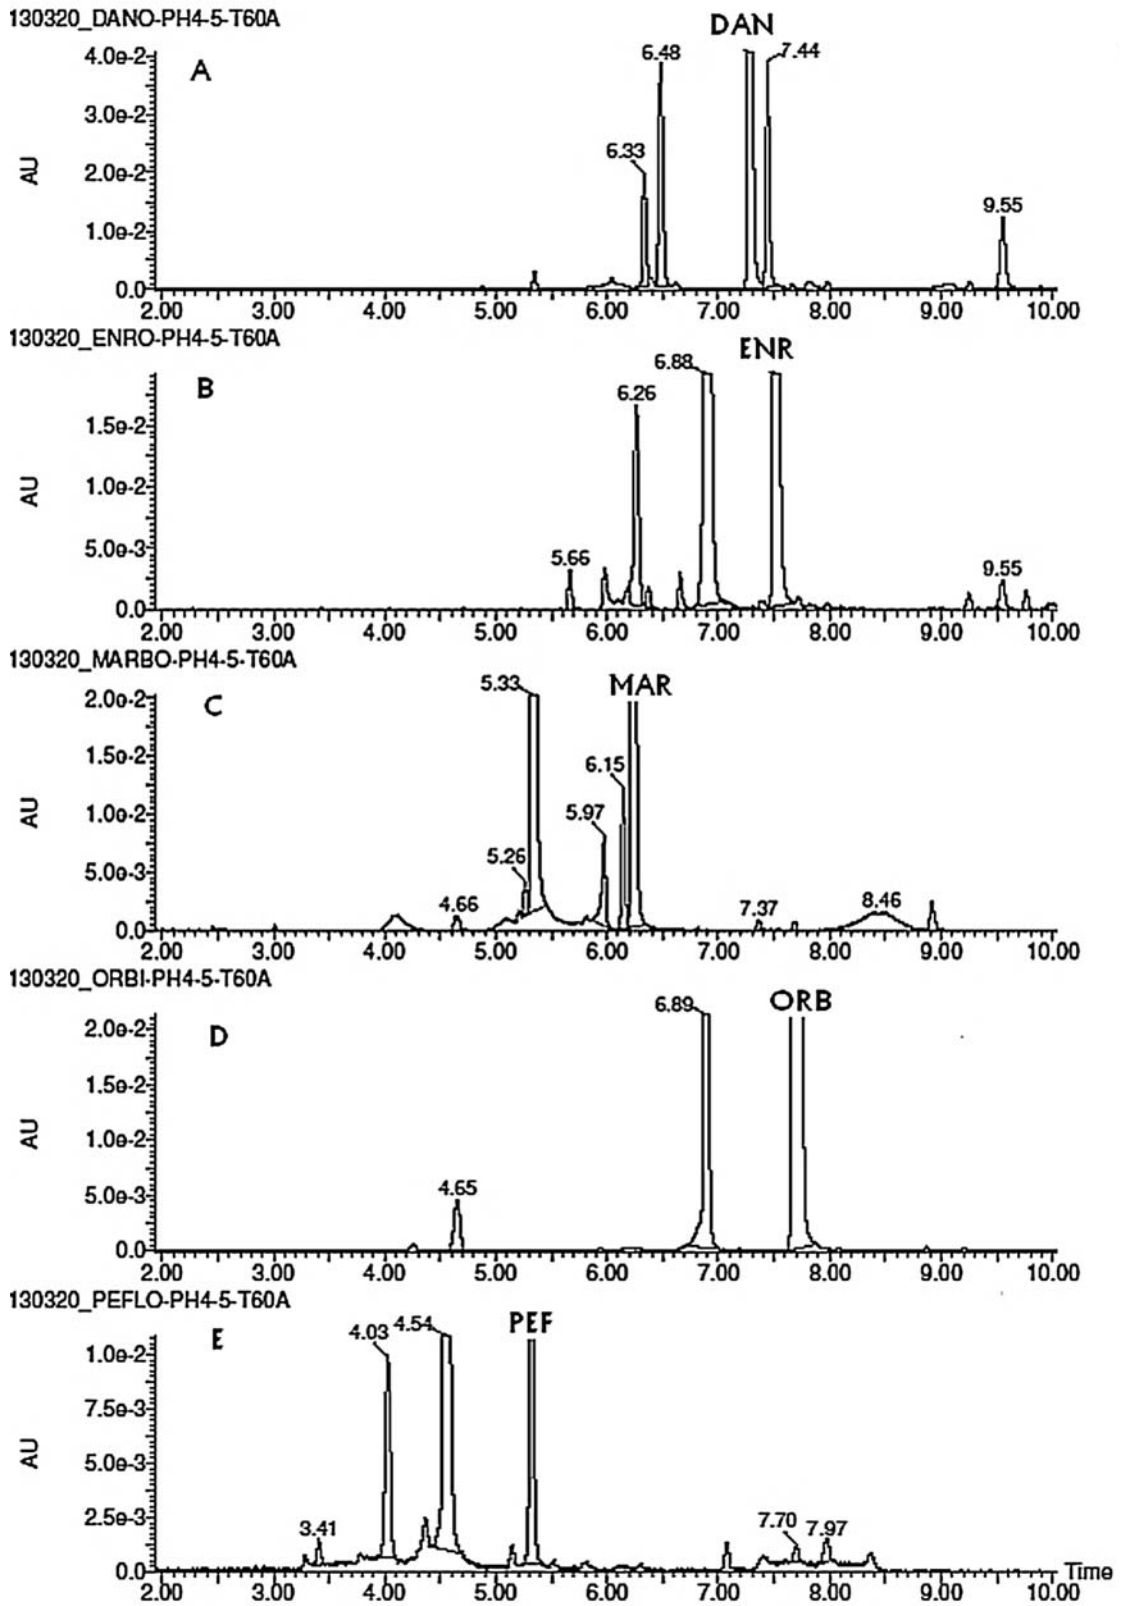 130320_DANO-PH4-5-T60A
DAN
A
6.48
7.44
4.0e-2
3.0e-2
6.33
2.0e-2
AU
9.55
1.0e-2
0.0
2.00 3.00 4.00 5.00 6.00 7.00 8.00 9.00 10.00
130320_ENRO-PH4-5-T60A
ENR
B
6.88
6.26
1.5e-2
1.0e-2
AU
5.0e-3
5.66
9.55
0.0
2.00 3.00 4.00 5.00 6.00 7.00 8.00 9.00 10.00
130320_MARBO-PH4-5-T60A
5.33
MAR
2.0e-2
C
1.5e-2
6.15
1.0e-2
AU
5.97
5.0e-3
5.26
4.66
7.37
8.46
0.0
2.00 3.00 4.00 5.00 6.00 7.00 8.00 9.00 10.00
130320_ORBI-PH4-5-T60A
6.89
ORB
2.0e-2
D
1.5e-2
1.0e-2
AU
5.0e-3
4.65
0.0
2.00 3.00 4.00 5.00 6.00 7.00 8.00 9.00 10.00
130320_PEFLO-PH4-5-T60A
4.03 4.54
PEF
E
1.0e-2
7.5e-3
AU
5.0e-3
2.5e-3
3.41
7.70 7.97
0.0
Time
2.00 3.00 4.00 5.00 6.00 7.00 8.00 9.00 10.00